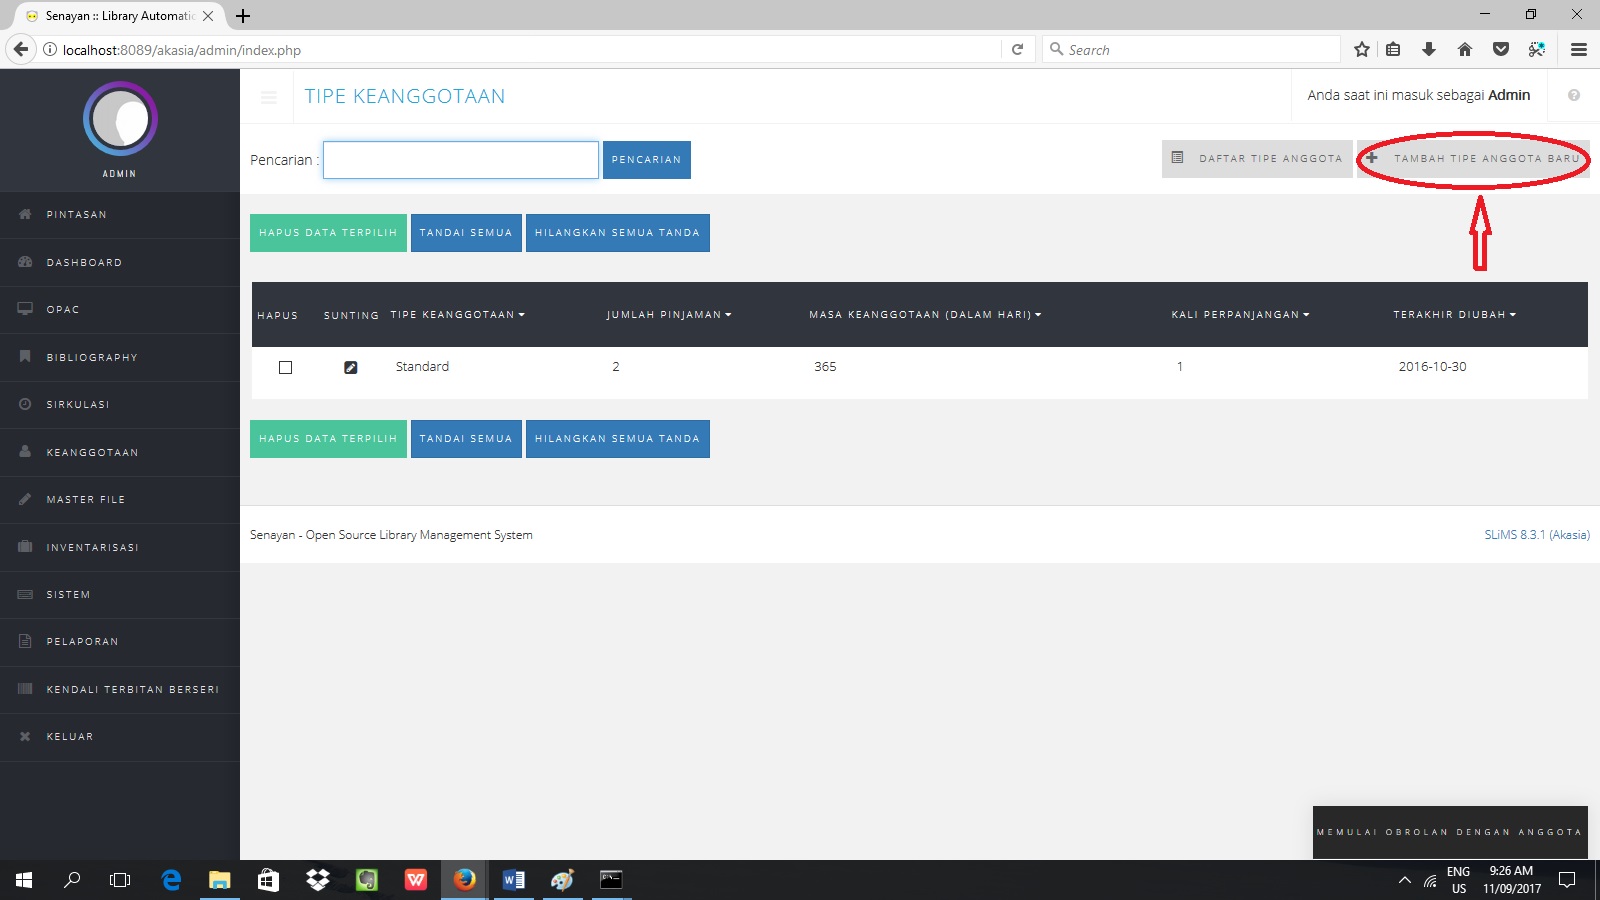 Senayan :: Library Automatic
localhost:8089/akasia/admin/index.php
Search
ADMIN
PINTASAN
DASHBOARD
OPAC
BIBLIOGRAPHY
SIRKULASI
KEANGGOTAAN
MASTER FILE
INVENTARISASI
SISTEM
PELAPORAN
KENDALI TERBITAN BERSERI
KELUAR
TIPE KEANGGOTAAN
Anda saat ini masuk sebagai Admin
Pencarian :
PENCARIAN
DAFTAR TIPE ANGGOTA
TAMBAH TIPE ANGGOTA BARU
HAPUS DATA TERPILIH TANDAI SEMUA HILANGKAN SEMUA TANDA
HAPUS SUNTING TIPE KEANGGOTAAN JUMLAH PINJAMAN MASA KEANGGOTAAN (DALAM HARI) KALI PERPANJANGAN TERAKHIR DIUBAH
Standard 2 365 1 2016-10-30
HAPUS DATA TERPILIH TANDAI SEMUA HILANGKAN SEMUA TANDA
Senayan - Open Source Library Management System
SLiMS 8.3.1 (Akasia)
MEMULAI OBROLAN DENGAN ANGGOTA
ENG
US
9:26 AM
11/09/2017